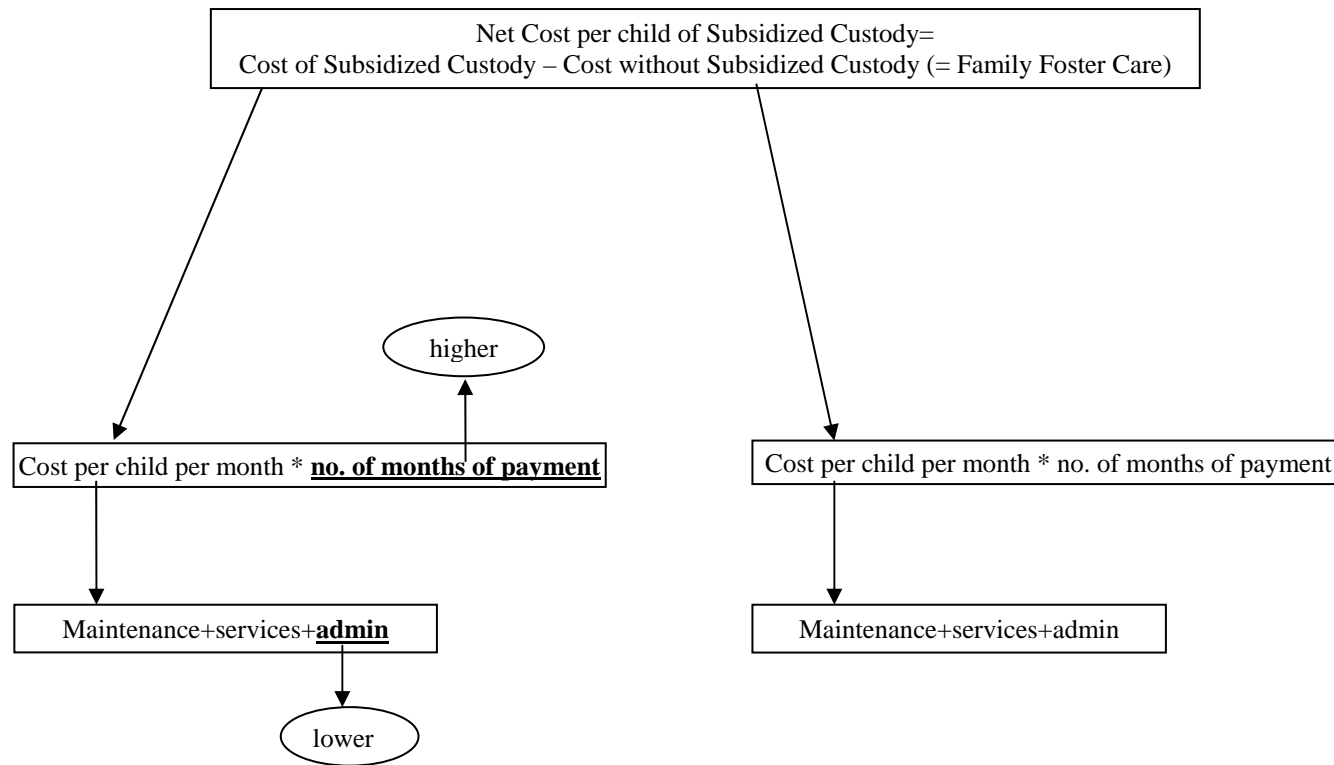 Net Cost per child of Subsidized Custody=
Cost of Subsidized Custody – Cost without Subsidized Custody (= Family Foster Care)
higher
Cost per child per month * no. of months of payment
Cost per child per month * no. of months of payment
Maintenance+services+admin
Maintenance+services+admin
lower